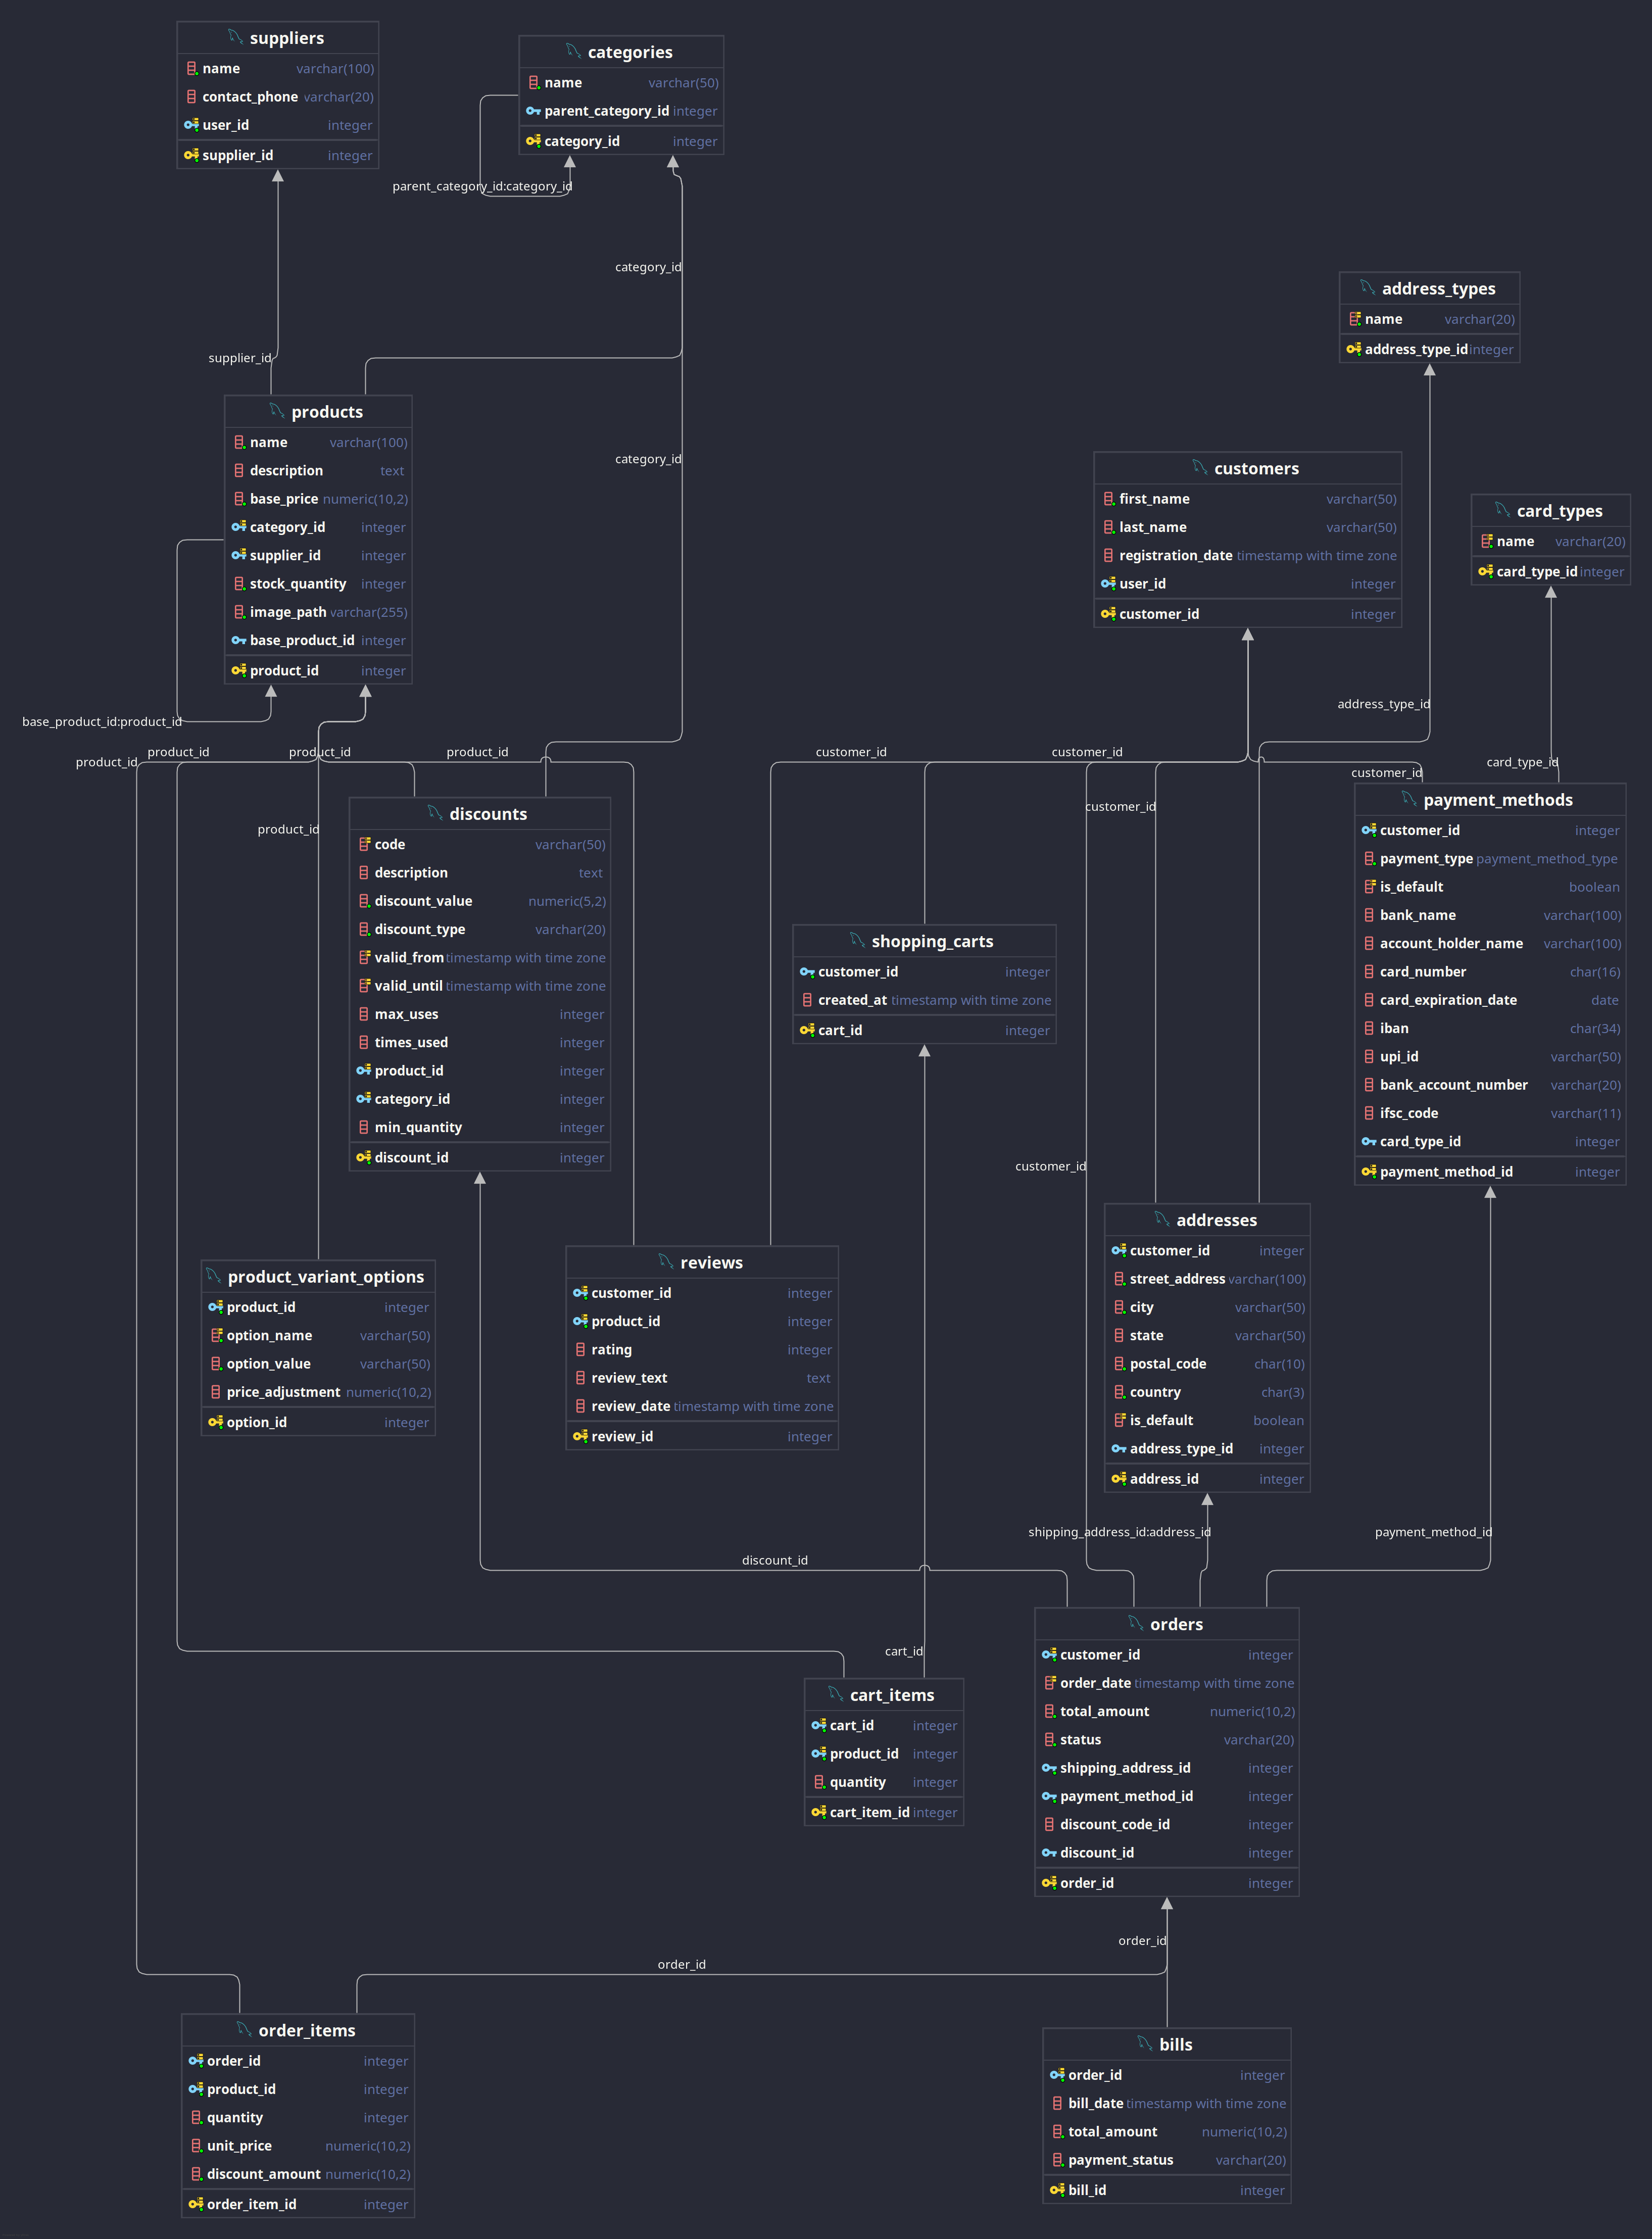 suppliers
name varchar(100)
contact_phone varchar(20)
user_id integer
supplier_id integer
categories
name varchar(50)
parent_category_id integer
category_id integer
parent_category_id:category_id
category_id
address_types
name varchar(20)
address_type_id integer
supplier_id
products
name varchar(100)
description text
base_price numeric(10,2)
category_id integer
supplier_id integer
stock_quantity integer
image_path varchar(255)
base_product_id integer
product_id integer
category_id
customers
first_name varchar(50)
last_name varchar(50)
registration_date timestamp with time zone
user_id integer
customer_id integer
card_types
name varchar(20)
card_type_id integer
address_type_id
base_product_id:product_id
product_id
product_id
product_id
product_id
customer_id
customer_id
card_type_id
customer_id
customer_id
product_id
discounts
code varchar(50)
description text
discount_value numeric(5,2)
discount_type varchar(20)
valid_from timestamp with time zone
valid_until timestamp with time zone
max_uses integer
times_used integer
product_id integer
category_id integer
min_quantity integer
discount_id integer
shopping_carts
customer_id integer
created_at timestamp with time zone
cart_id integer
payment_methods
customer_id integer
payment_type payment_method_type
is_default boolean
bank_name varchar(100)
account_holder_name varchar(100)
card_number char(16)
card_expiration_date date
iban char(34)
upi_id varchar(50)
bank_account_number varchar(20)
ifsc_code varchar(11)
card_type_id integer
payment_method_id integer
customer_id
product_variant_options
product_id integer
option_name varchar(50)
option_value varchar(50)
price_adjustment numeric(10,2)
option_id integer
reviews
customer_id integer
product_id integer
rating integer
review_text text
review_date timestamp with time zone
review_id integer
addresses
customer_id integer
street_address varchar(100)
city varchar(50)
state varchar(50)
postal_code char(10)
country char(3)
is_default boolean
address_type_id integer
address_id integer
shipping_address_id:address_id
payment_method_id
discount_id
cart_id
cart_items
cart_id integer
product_id integer
quantity integer
cart_item_id integer
orders
customer_id integer
order_date timestamp with time zone
total_amount numeric(10,2)
status varchar(20)
shipping_address_id integer
payment_method_id integer
discount_code_id integer
discount_id integer
order_id integer
order_id
order_id
order_items
order_id integer
product_id integer
quantity integer
unit_price numeric(10,2)
discount_amount numeric(10,2)
order_item_id integer
bills
order_id integer
bill_date timestamp with time zone
total_amount numeric(10,2)
payment_status varchar(20)
bill_id integer